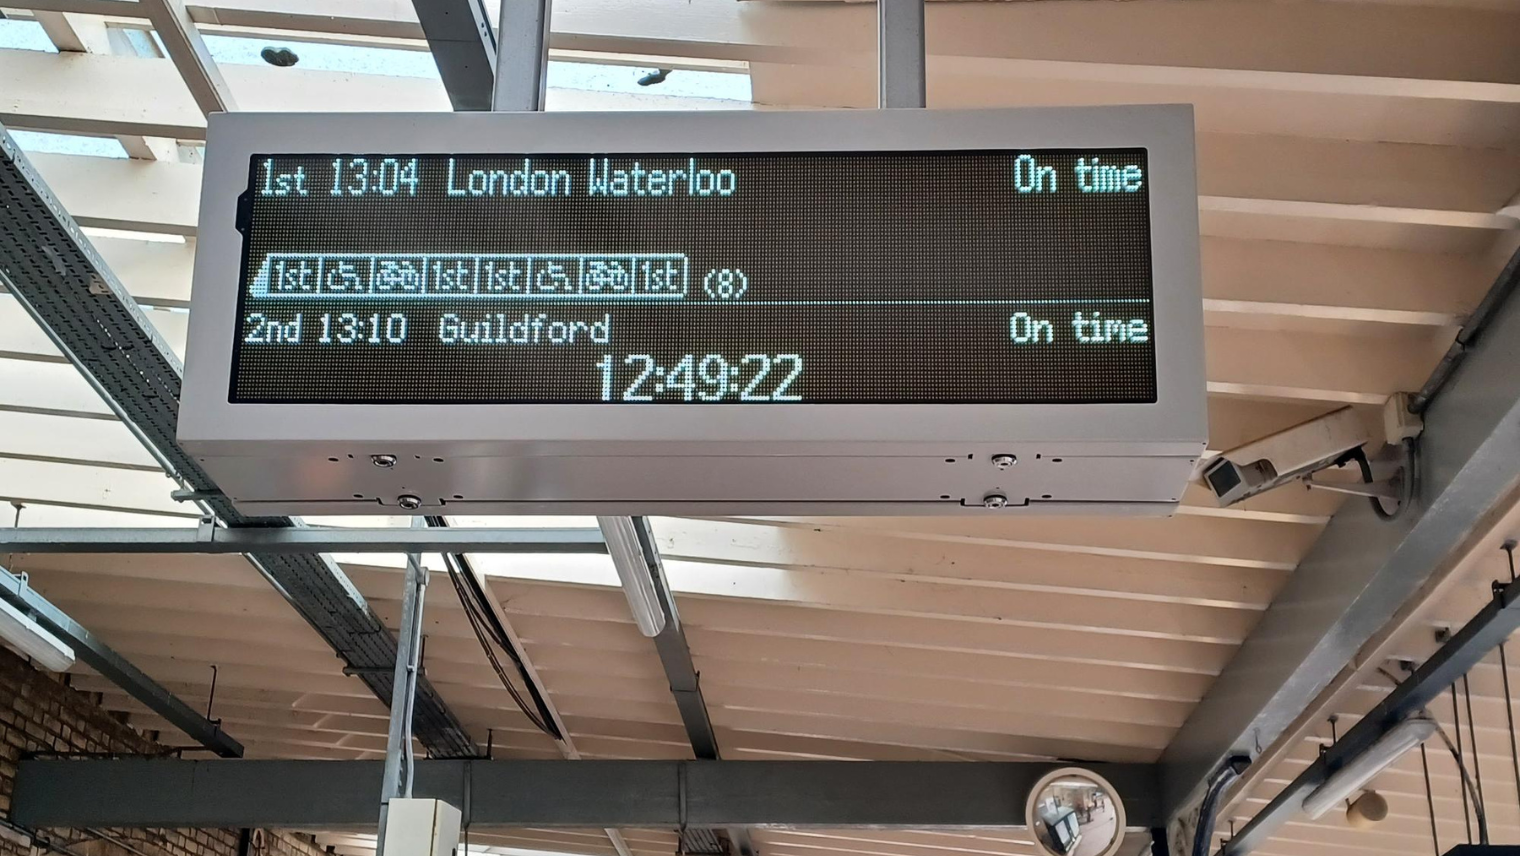 1st 13:04 London Waterloo On time
1st 1st 1st 1st (8)
2nd 13:10 Guildford On time
12:49:22